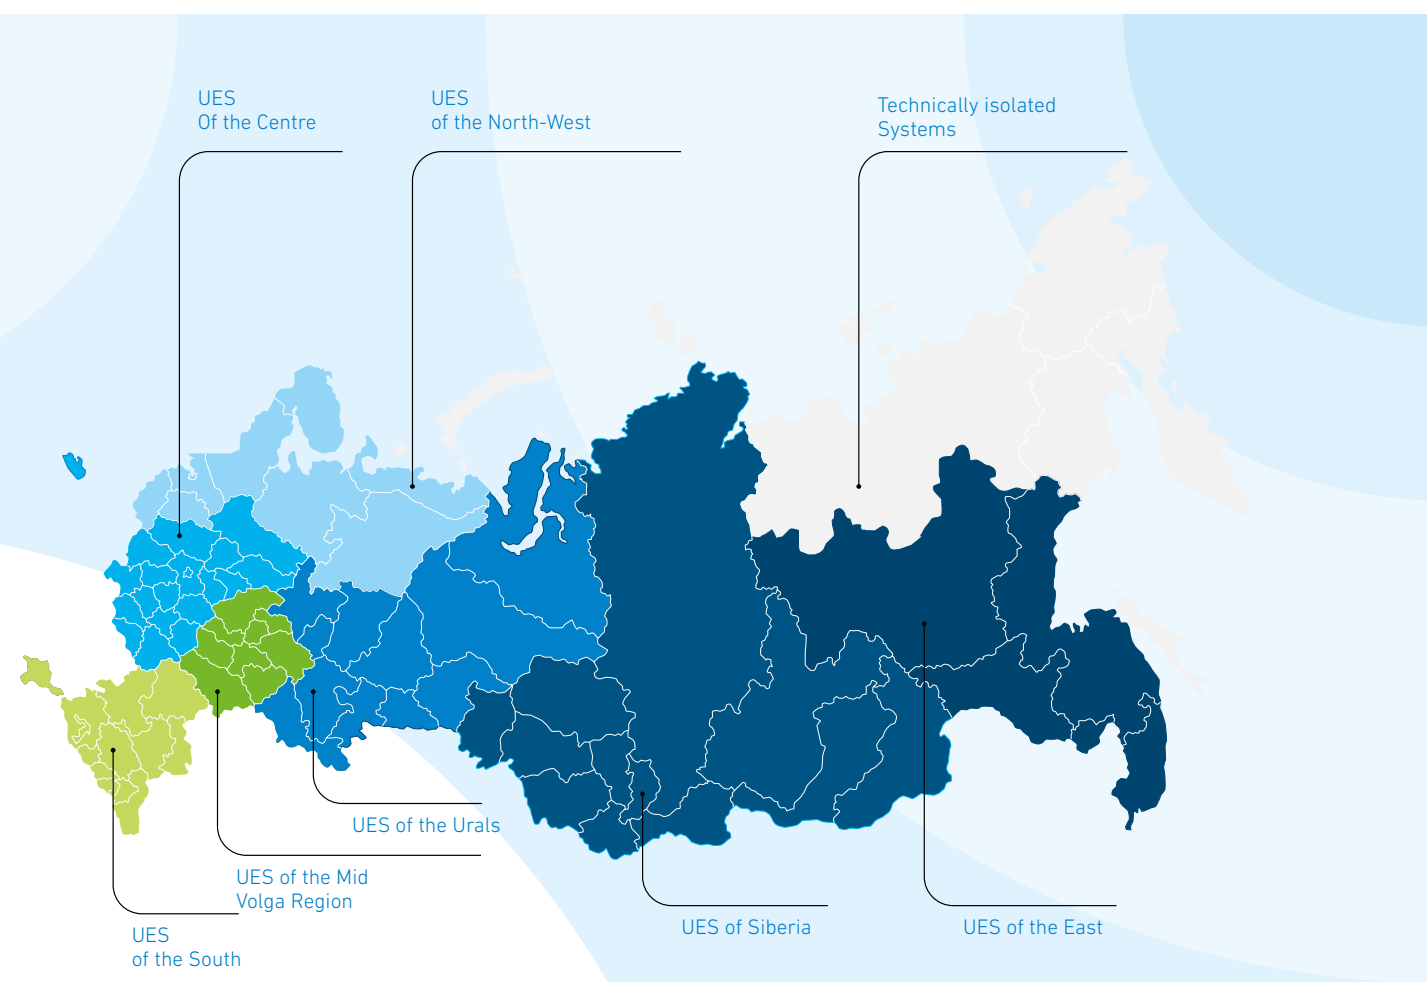 UES
Of the Centre
UES
of the North-West
Technically isolated
Systems
UES of the Urals
UES of the Mid
Volga Region
UES
of the South
UES of Siberia
UES of the East